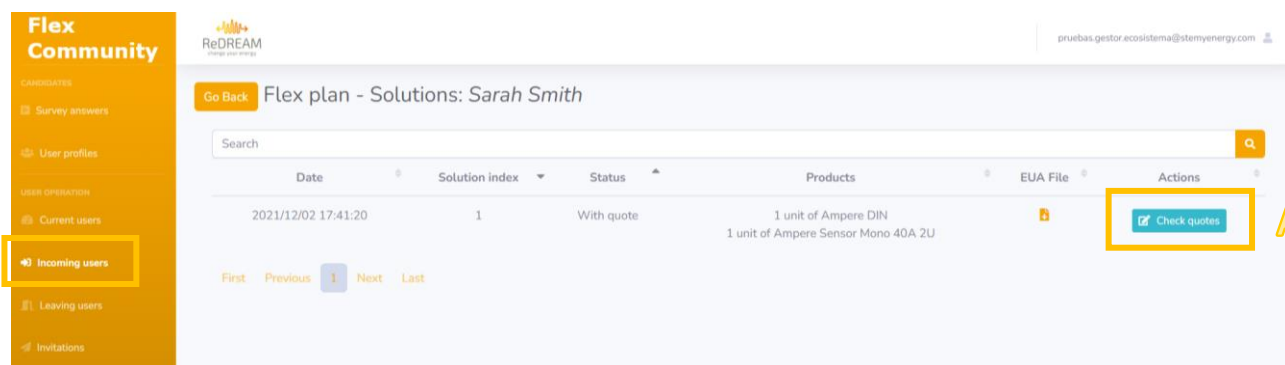 Flex
Community
CANDIDATES
Survey answers
User profiles
USER OPERATION
Current users
Incoming users
Leaving users
Invitations
ReDREAM
change your energy
pruebas.gestor.ecosistema@stemyenergy.com
Go Back Flex plan - Solutions: Sarah Smith
Search
Date Solution index Status Products EUA File Actions
2021/12/02 17:41:20 1 With quote 1 unit of Ampere DIN Check quotes
1 unit of Ampere Sensor Mono 40A 2U
First Previous 1 Next Last